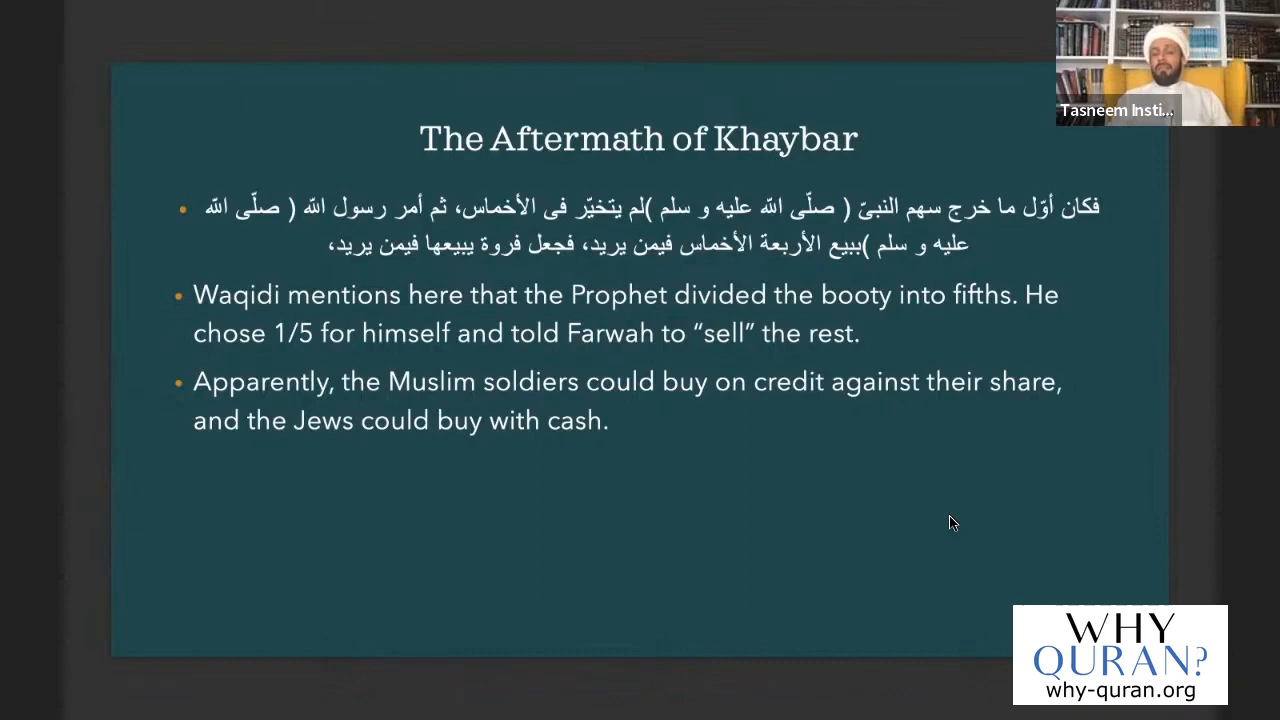 Tasneem Insti...
The Aftermath of Khaybar
• فكان أوّل ما خرج سهم النبىّ ( صلّى الله عليه و سلم )لم يتخيّر فى الأخماس، ثم أمر رسول الله ( صلّى الله
عليه و سلم )ببيع الأربعة الأخماس فيمن يريد، فجعل فروة يبيعها فيمن يريد،
• Waqidi mentions here that the Prophet divided the booty into fifths. He
chose 1/5 for himself and told Farwah to “sell” the rest.
• Apparently, the Muslim soldiers could buy on credit against their share,
and the Jews could buy with cash.
WHY
QURAN?
why-quran.org